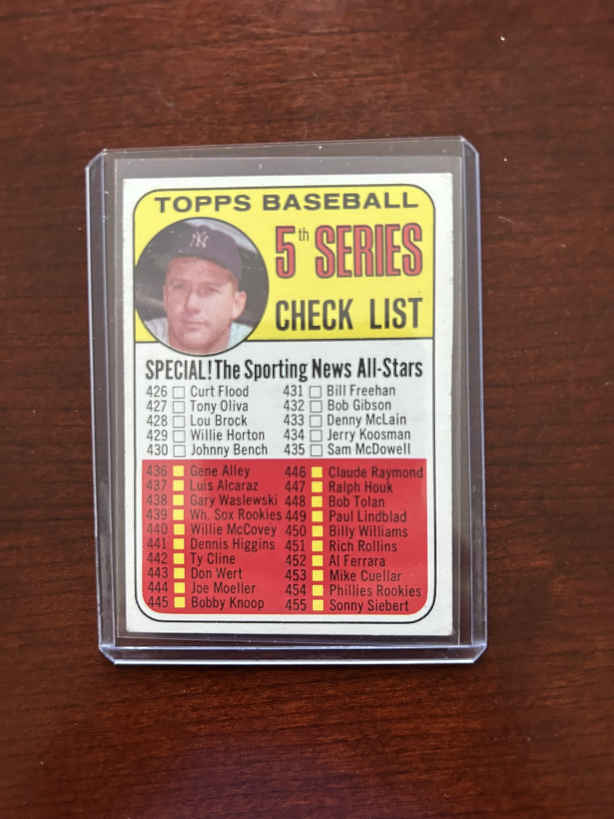 TOPPS BASEBALL
5th SERIES
CHECK LIST
NY
SPECIAL! The Sporting News All-Stars
426 Curt Flood
427 Tony Oliva
428 Lou Brock
429 Willie Horton
430 Johnny Bench
431 Bill Freehan
432 Bob Gibson
433 Denny McLain
434 Jerry Koosman
435 Sam McDowell
436 Gene Alley
437 Luis Alcaraz
438 Gary Waslewski
439 Wh. Sox Rookies
440 Willie McCovey
441 Dennis Higgins
442 Ty Cline
443 Don Wert
444 Joe Moeller
445 Bobby Knoop
446 Claude Raymond
447 Ralph Houk
448 Bob Tolan
449 Paul Lindblad
450 Billy Williams
451 Rich Rollins
452 Al Ferrara
453 Mike Cuellar
454 Phillies Rookies
455 Sonny Siebert